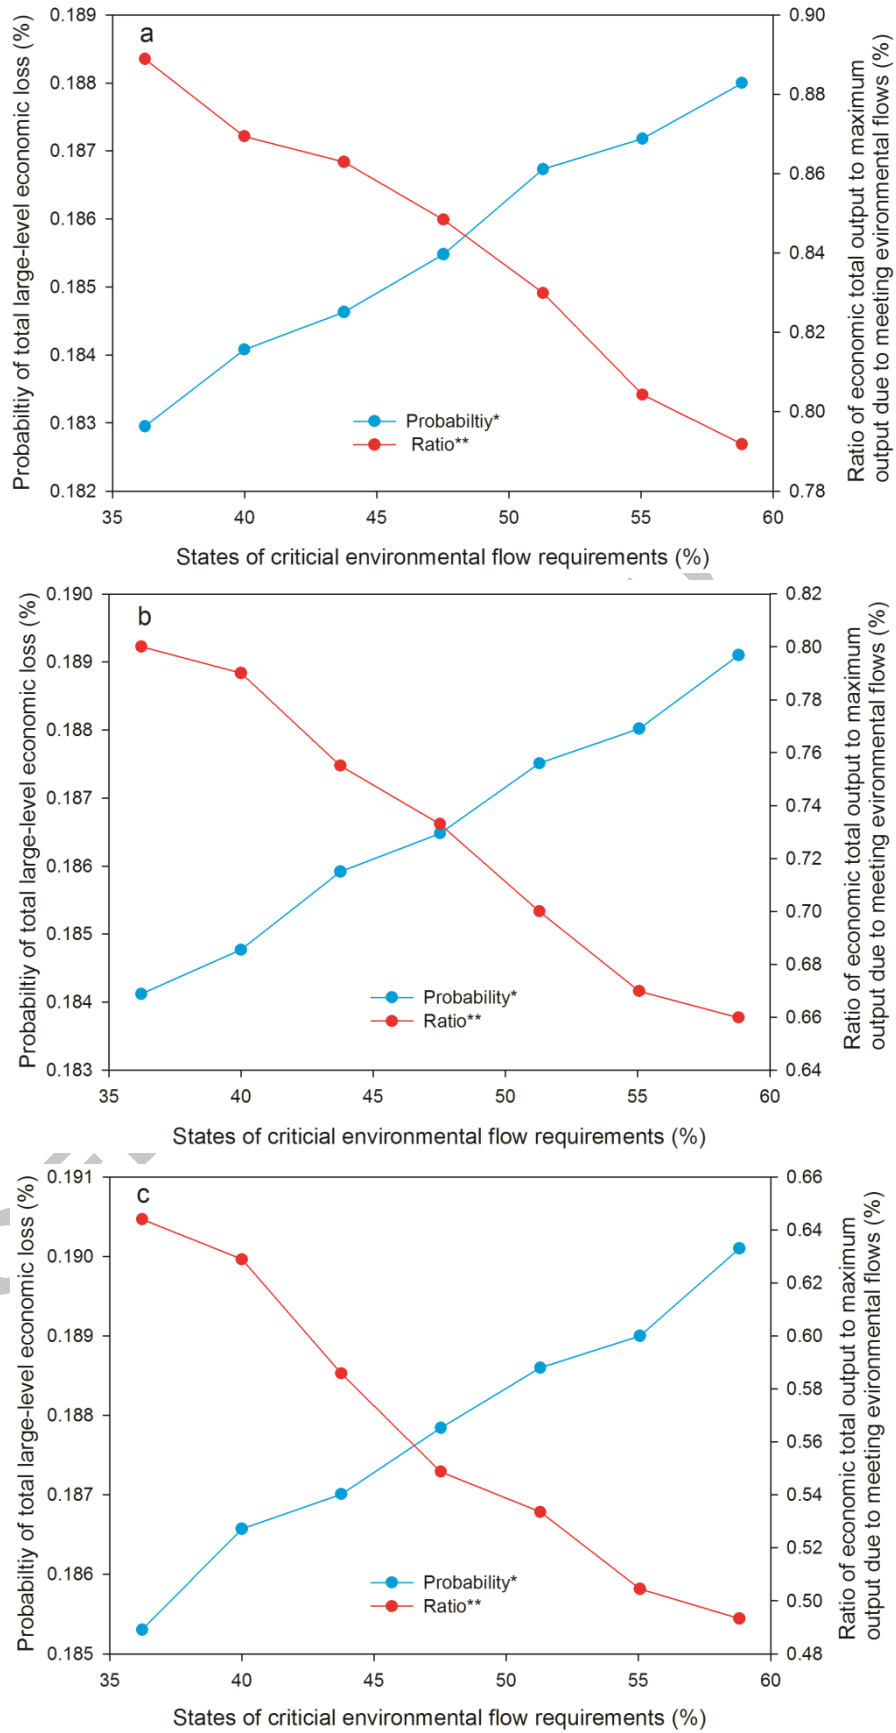 a
Probabiltiy of total large-level economic loss (%)
0.189
0.188
0.187
0.186
0.185
0.184
0.183
0.182
Probabiltiy*
Ratio**
0.90
0.88
0.86
0.84
0.82
0.80
0.78
Ratio of economic total output to maximum
output due to meeting evironmental flows (%)
35 40 45 50 55 60
States of criticial environmental flow requirements (%)
b
Probabiltiy of total large-level economic loss (%)
0.190
0.189
0.188
0.187
0.186
0.185
0.184
0.183
Probability*
Ratio**
0.82
0.80
0.78
0.76
0.74
0.72
0.70
0.68
0.66
0.64
Ratio of economic total output to maximum
output due to meeting evironmental flows (%)
35 40 45 50 55 60
States of criticial environmental flow requirements (%)
c
Probabiltiy of total large-level economic loss (%)
0.191
0.190
0.189
0.188
0.187
0.186
0.185
Probability*
Ratio**
0.66
0.64
0.62
0.60
0.58
0.56
0.54
0.52
0.50
0.48
Ratio of economic total output to maximum
output due to meeting evironmental flows (%)
35 40 45 50 55 60
States of criticial environmental flow requirements (%)